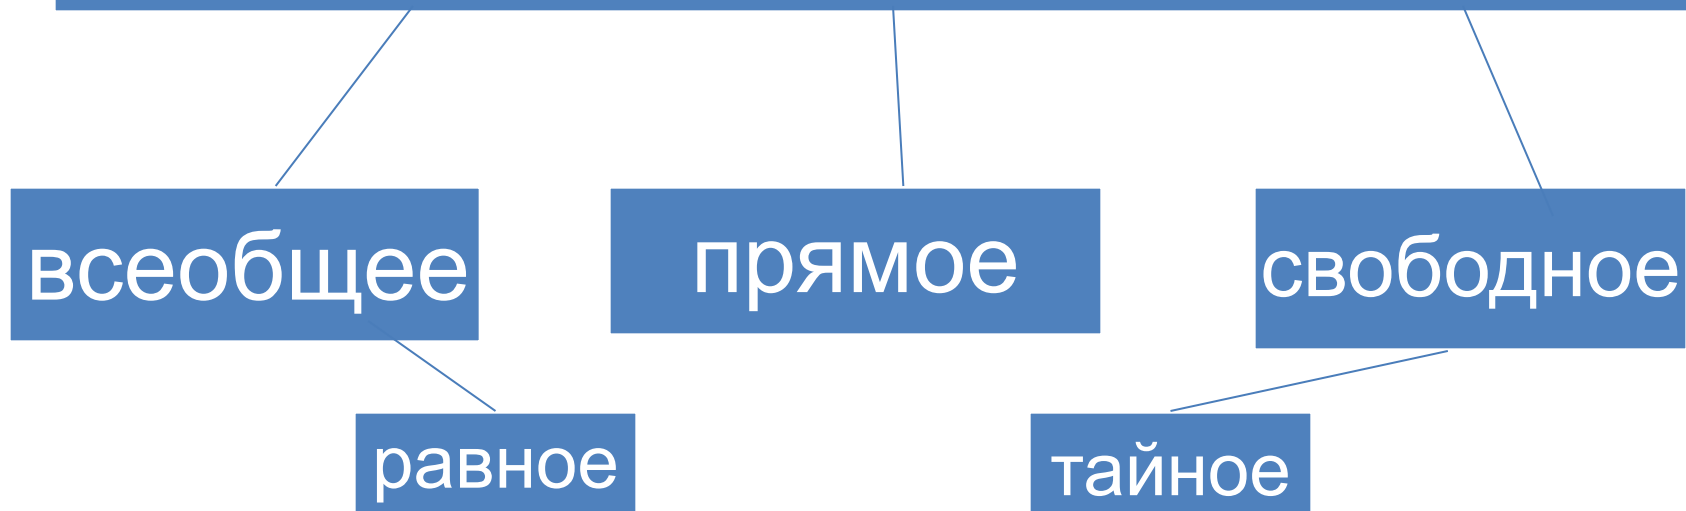 всеобщее
прямое
свободное
равное
тайное